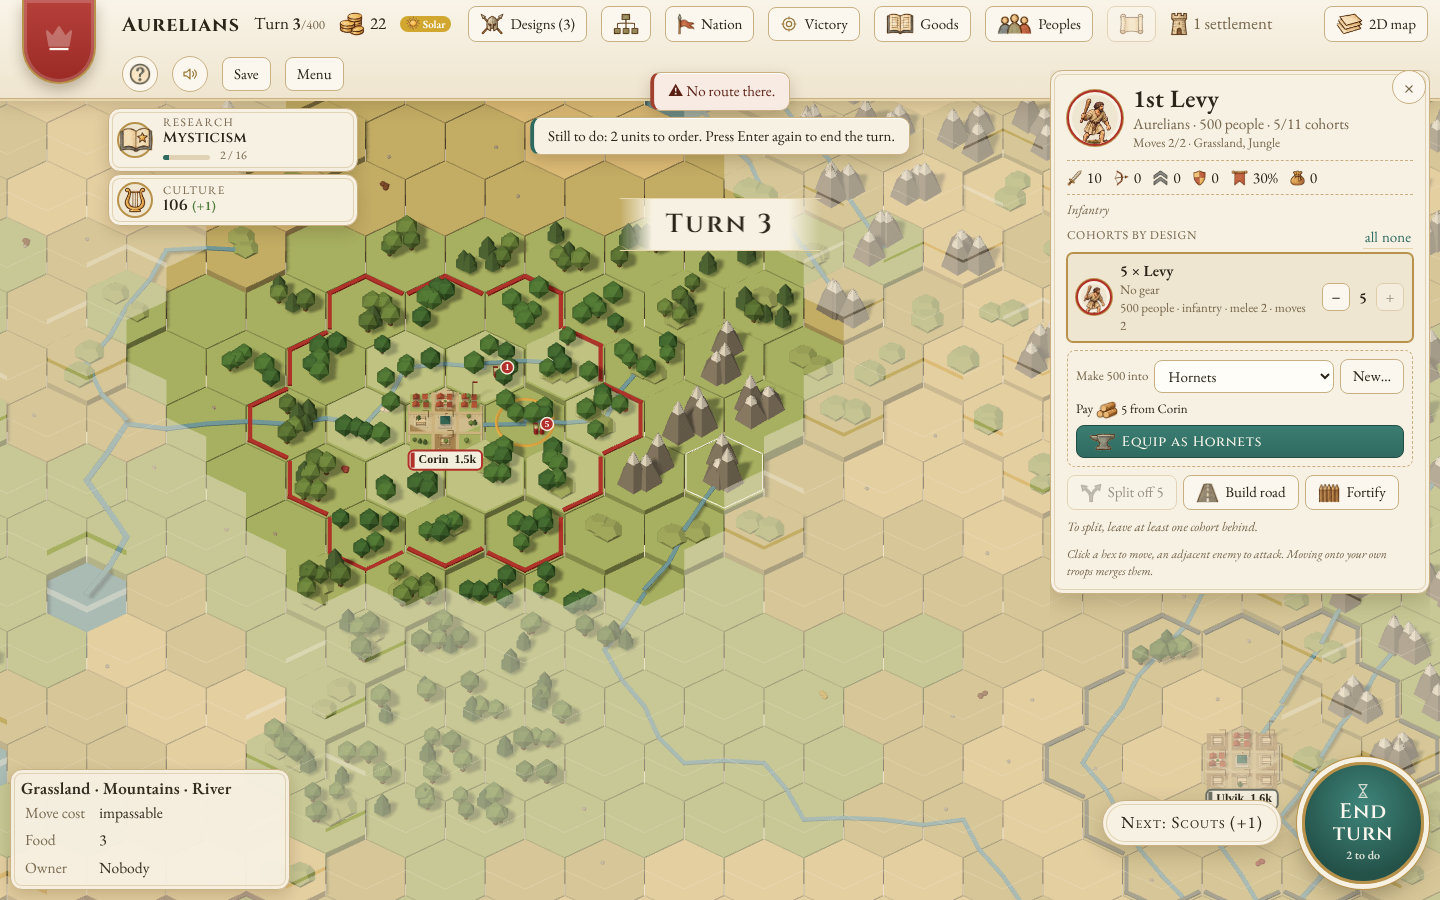 AURELIANS
Turn 3/400
22
Solar
Designs (3)
Nation
Victory
Goods
Peoples
1 settlement
2D map
?
Save
Menu
No route there.
Still to do: 2 units to order. Press Enter again to end the turn.
RESEARCH
MYSTICISM
2 / 16
CULTURE
106 (+1)
TURN 3
1
5
Corin 1.5k
1st Levy
Aurelians · 500 people · 5/11 cohorts
Moves 2/2 · Grassland, Jungle
10 0 0 0 30% 0
Infantry
COHORTS BY DESIGN
all none
5 × Levy
No gear
500 people · infantry · melee 2 · moves
2
− 5 +
Make 500 into Hornets New...
Pay 5 from Corin
EQUIP AS HORNETS
Split off 5
Build road
Fortify
To split, leave at least one cohort behind.
Click a hex to move, an adjacent enemy to attack. Moving onto your own
troops merges them.
×
Grassland · Mountains · River
Move cost impassable
Food 3
Owner Nobody
Ulvik 1.6k
NEXT: SCOUTS (+1)
END
TURN
2 to do